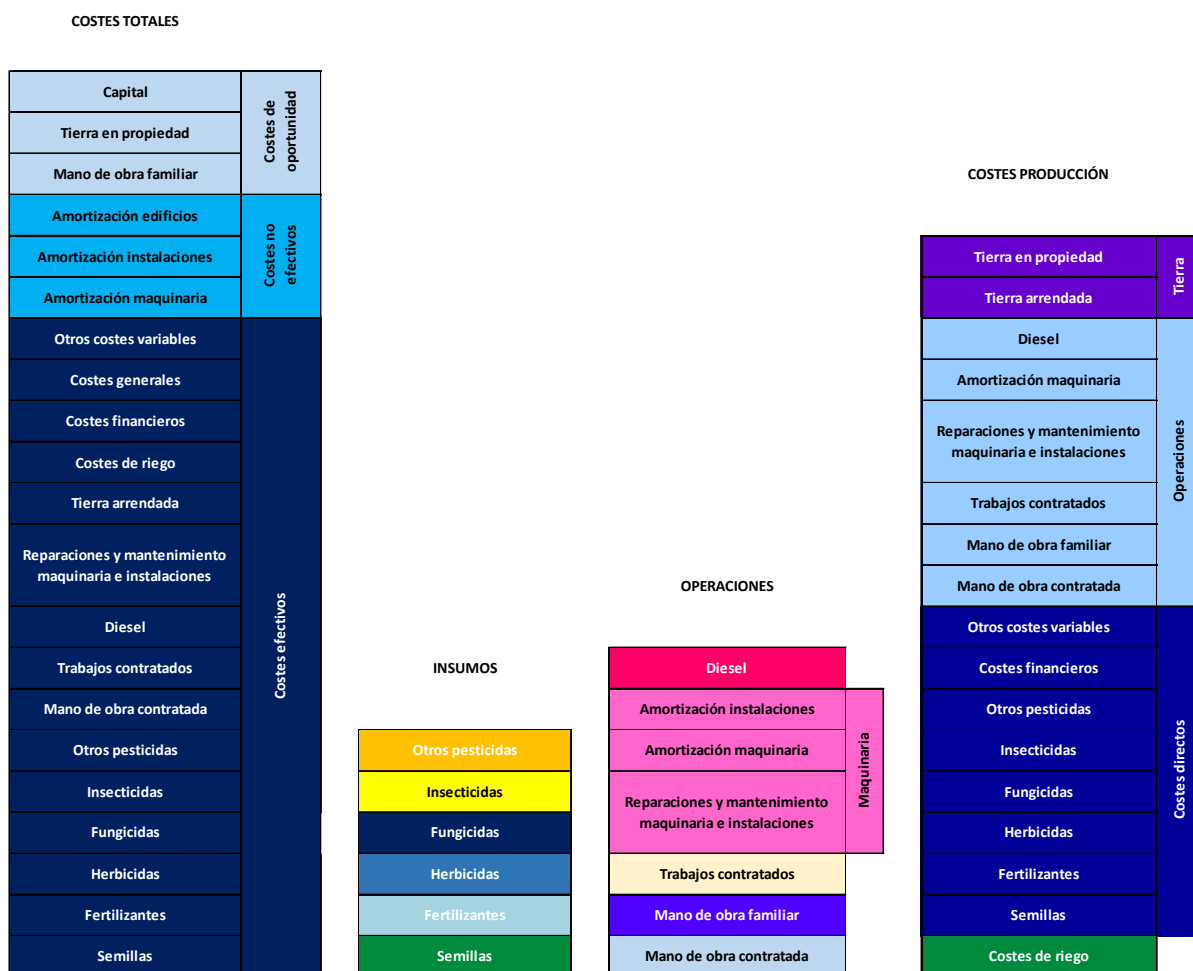 COSTES TOTALES
Capital
Tierra en propiedad
Mano de obra familiar
Costes de
oportunidad
Amortización edificios
Amortización instalaciones
Amortización maquinaria
Costes no
efectivos
Otros costes variables
Costes generales
Costes financieros
Costes de riego
Tierra arrendada
Reparaciones y mantenimiento
maquinaria e instalaciones
Diesel
Trabajos contratados
Mano de obra contratada
Otros pesticidas
Insecticidas
Fungicidas
Herbicidas
Fertilizantes
Semillas
Costes efectivos
INSUMOS
Otros pesticidas
Insecticidas
Fungicidas
Herbicidas
Fertilizantes
Semillas
OPERACIONES
Diesel
Amortización instalaciones
Amortización maquinaria
Reparaciones y mantenimiento
maquinaria e instalaciones
Maquinaria
Trabajos contratados
Mano de obra familiar
Mano de obra contratada
COSTES PRODUCCIÓN
Tierra en propiedad
Tierra arrendada
Tierra
Diesel
Amortización maquinaria
Reparaciones y mantenimiento
maquinaria e instalaciones
Trabajos contratados
Mano de obra familiar
Mano de obra contratada
Operaciones
Otros costes variables
Costes financieros
Otros pesticidas
Insecticidas
Fungicidas
Herbicidas
Fertilizantes
Semillas
Costes directos
Costes de riego